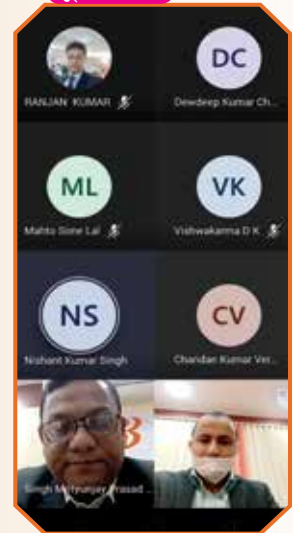 DC
RANJAN KUMAR
Dewdeep Kumar Ch...
ML
VK
Mahto Sone Lal
Vishwakarma D K
NS
CV
Nishant Kumar Singh
Chandan Kumar Ver...
Singh Mrityunjay Prasad ...